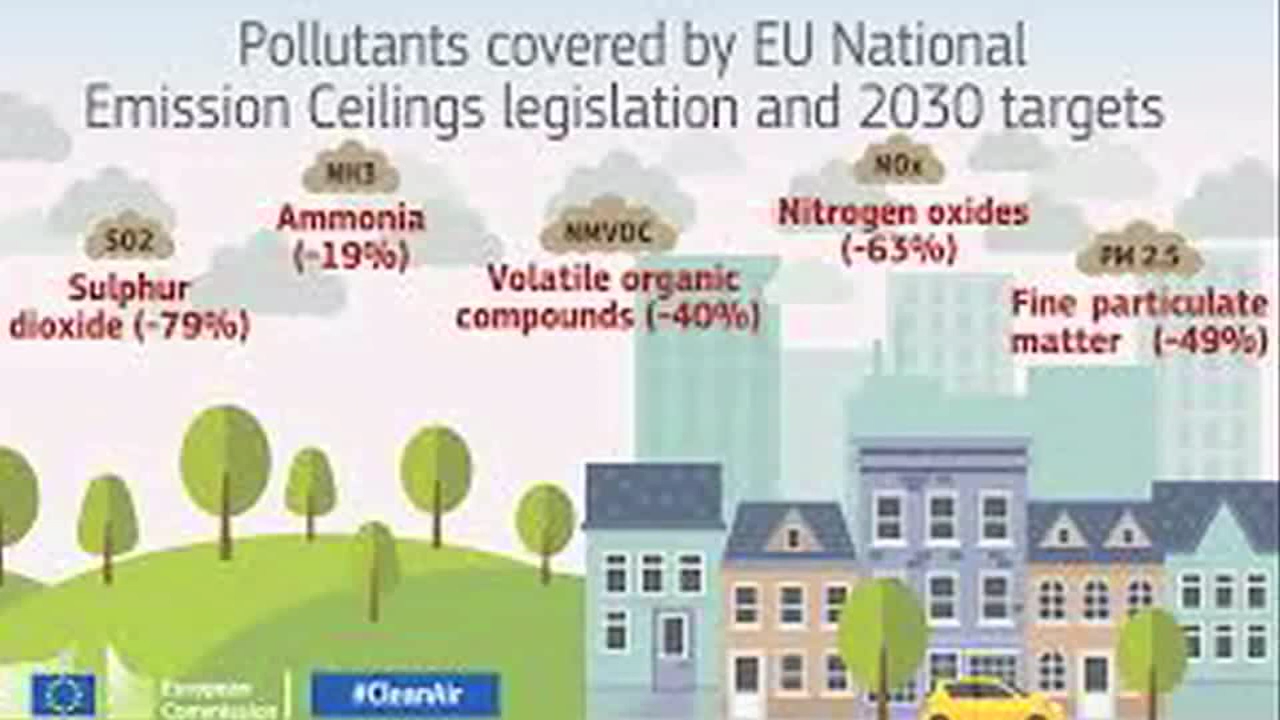 Pollutants covered by EU National
Emission Ceilings legislation and 2030 targets
SO2
Sulphur
dioxide (-79%)
NH3
Ammonia
(-19%)
NMVOC
Volatile organic
compounds (-40%)
NOx
Nitrogen oxides
(-63%)
PM 2.5
Fine particulate
matter (-49%)
European
Commission
#CleanAir